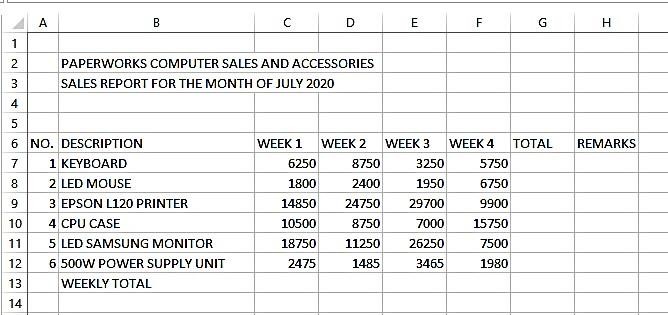 A B C D E F G H
1
2 PAPERWORKS COMPUTER SALES AND ACCESSORIES
3 SALES REPORT FOR THE MONTH OF JULY 2020
4
5
6 NO. DESCRIPTION WEEK 1 WEEK 2 WEEK 3 WEEK 4 TOTAL REMARKS
7 1 KEYBOARD 6250 8750 3250 5750
8 2 LED MOUSE 1800 2400 1950 6750
9 3 EPSON L120 PRINTER 14850 24750 29700 9900
10 4 CPU CASE 10500 8750 7000 15750
11 5 LED SAMSUNG MONITOR 18750 11250 26250 7500
12 6 500W POWER SUPPLY UNIT 2475 1485 3465 1980
13 WEEKLY TOTAL
14